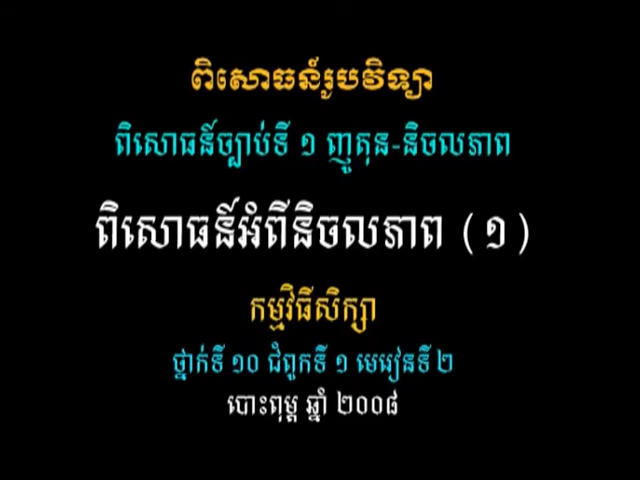 ពិសោធន៍រូបវិទ្យា
ពិសោធន៍ច្បាប់ទី ១ ញូតុន-និចលភាព
ពិសោធន៍អំពីនិចលភាព (១)
កម្មវិធីសិក្សា
ថ្នាក់ទី ១០ ជំពូកទី ១ មេរៀនទី ២
បោះពុម្ព ឆ្នាំ ២០០៨